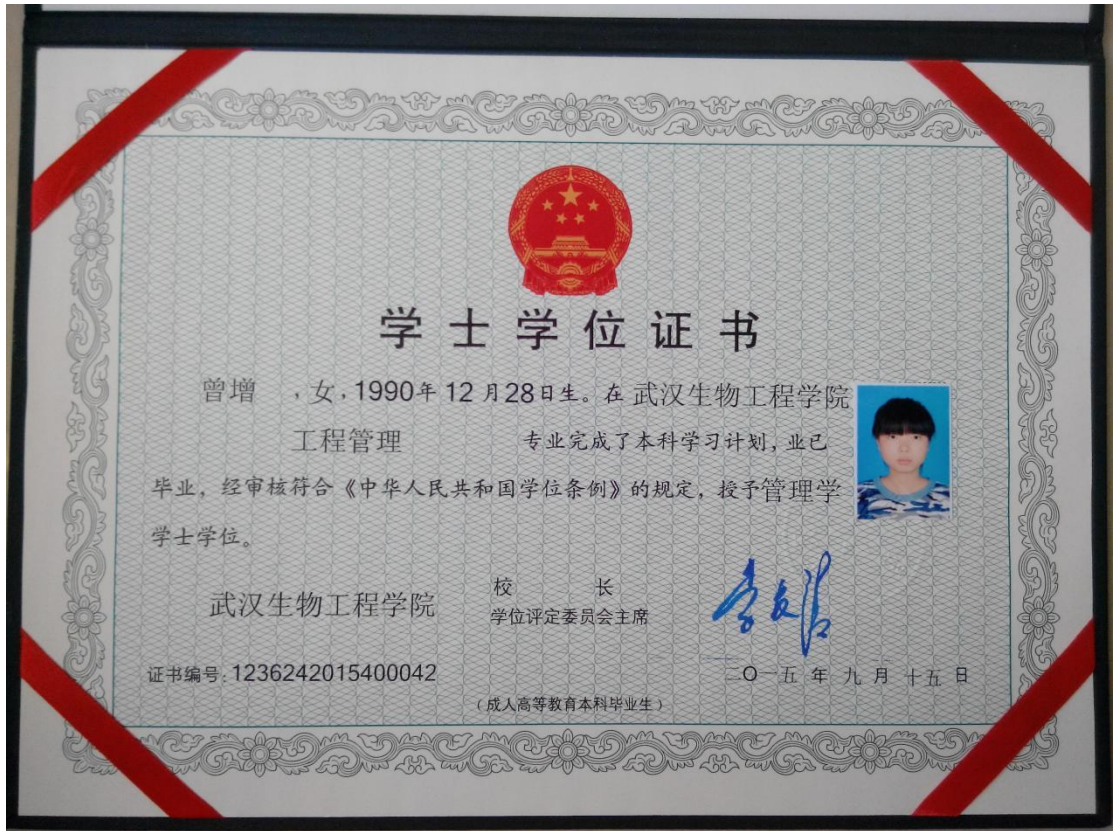 学士学位证书
曾增 ，女，1990年 12 月28日生。在 武汉生物工程学院
工程管理 专业完成了本科学习计划，业已
毕业，经审核符合《中华人民共和国学位条例》的规定，授予管理学
学士学位。
武汉生物工程学院
校 长
学位评定委员会主席
证书编号：1236242015400042
二〇一五 年 九 月 十五 日
（成人高等教育本科毕业生）